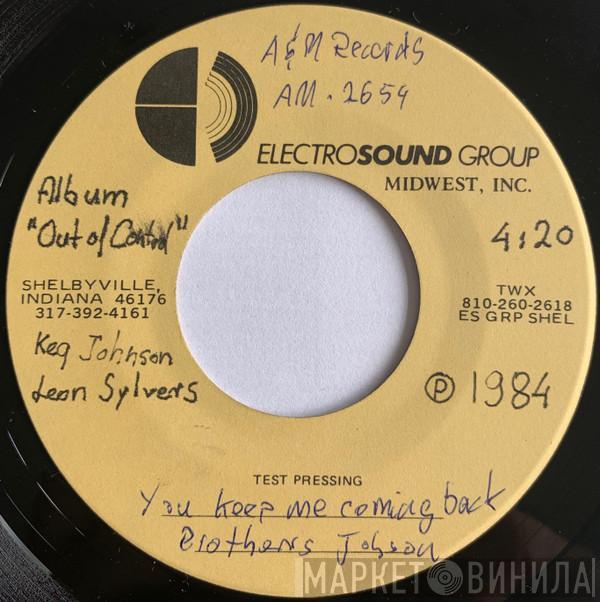 A&M Records
AM.2654
ELECTROSOUND GROUP
MIDWEST, INC.
Album
"Out of Control"
4:20
SHELBYVILLE,
INDIANA 46176
317-392-4161
TWX
810-260-2618
ES GRP SHEL
Keg Johnson
Leon Sylvers
℗ 1984
TEST PRESSING
You keep me coming back
Brothers Johson
МАРКЕТ ВИНИЛА